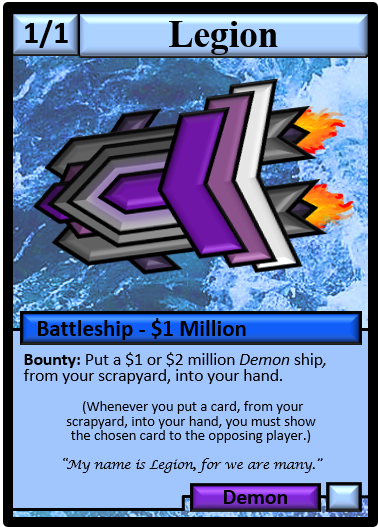 1/1
Legion
Battleship - $1 Million
Bounty: Put a $1 or $2 million Demon ship,
from your scrapyard, into your hand.
(Whenever you put a card, from your
scrapyard, into your hand, you must show
the chosen card to the opposing player.)
“My name is Legion, for we are many.”
Demon